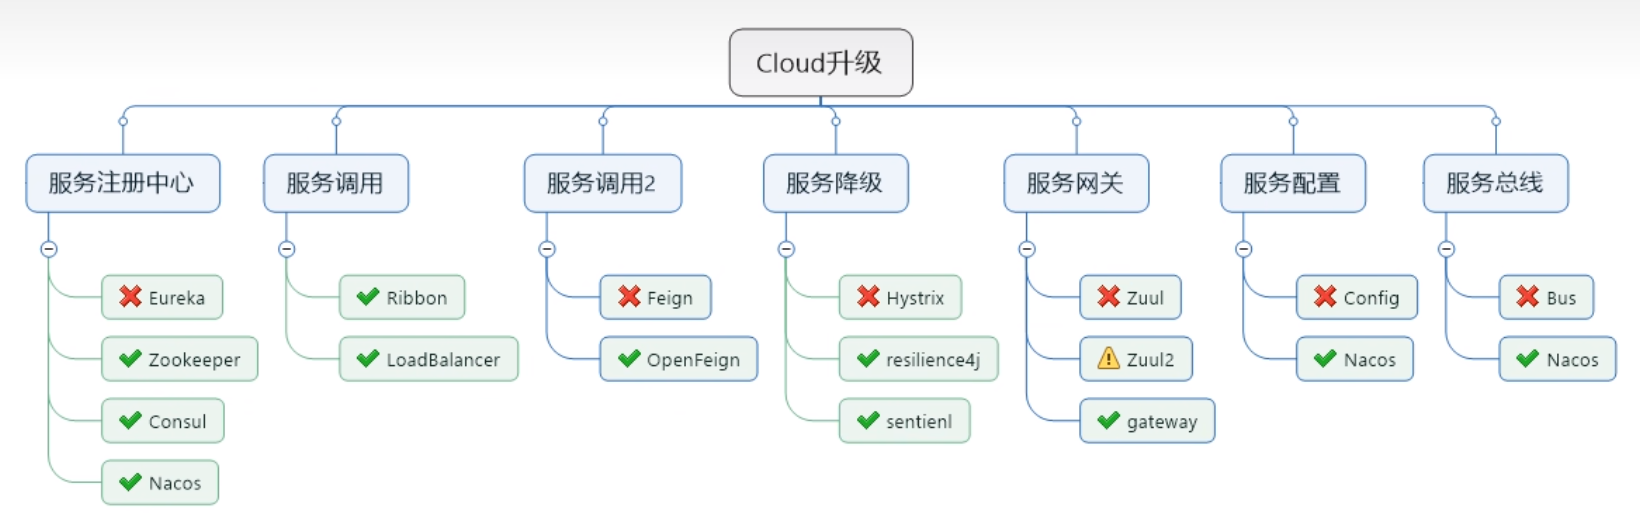 Cloud升级
服务注册中心
Eureka
Zookeeper
Consul
Nacos
服务调用
Ribbon
LoadBalancer
服务调用2
Feign
OpenFeign
服务降级
Hystrix
resilience4j
sentienl
服务网关
Zuul
Zuul2
gateway
服务配置
Config
Nacos
服务总线
Bus
Nacos